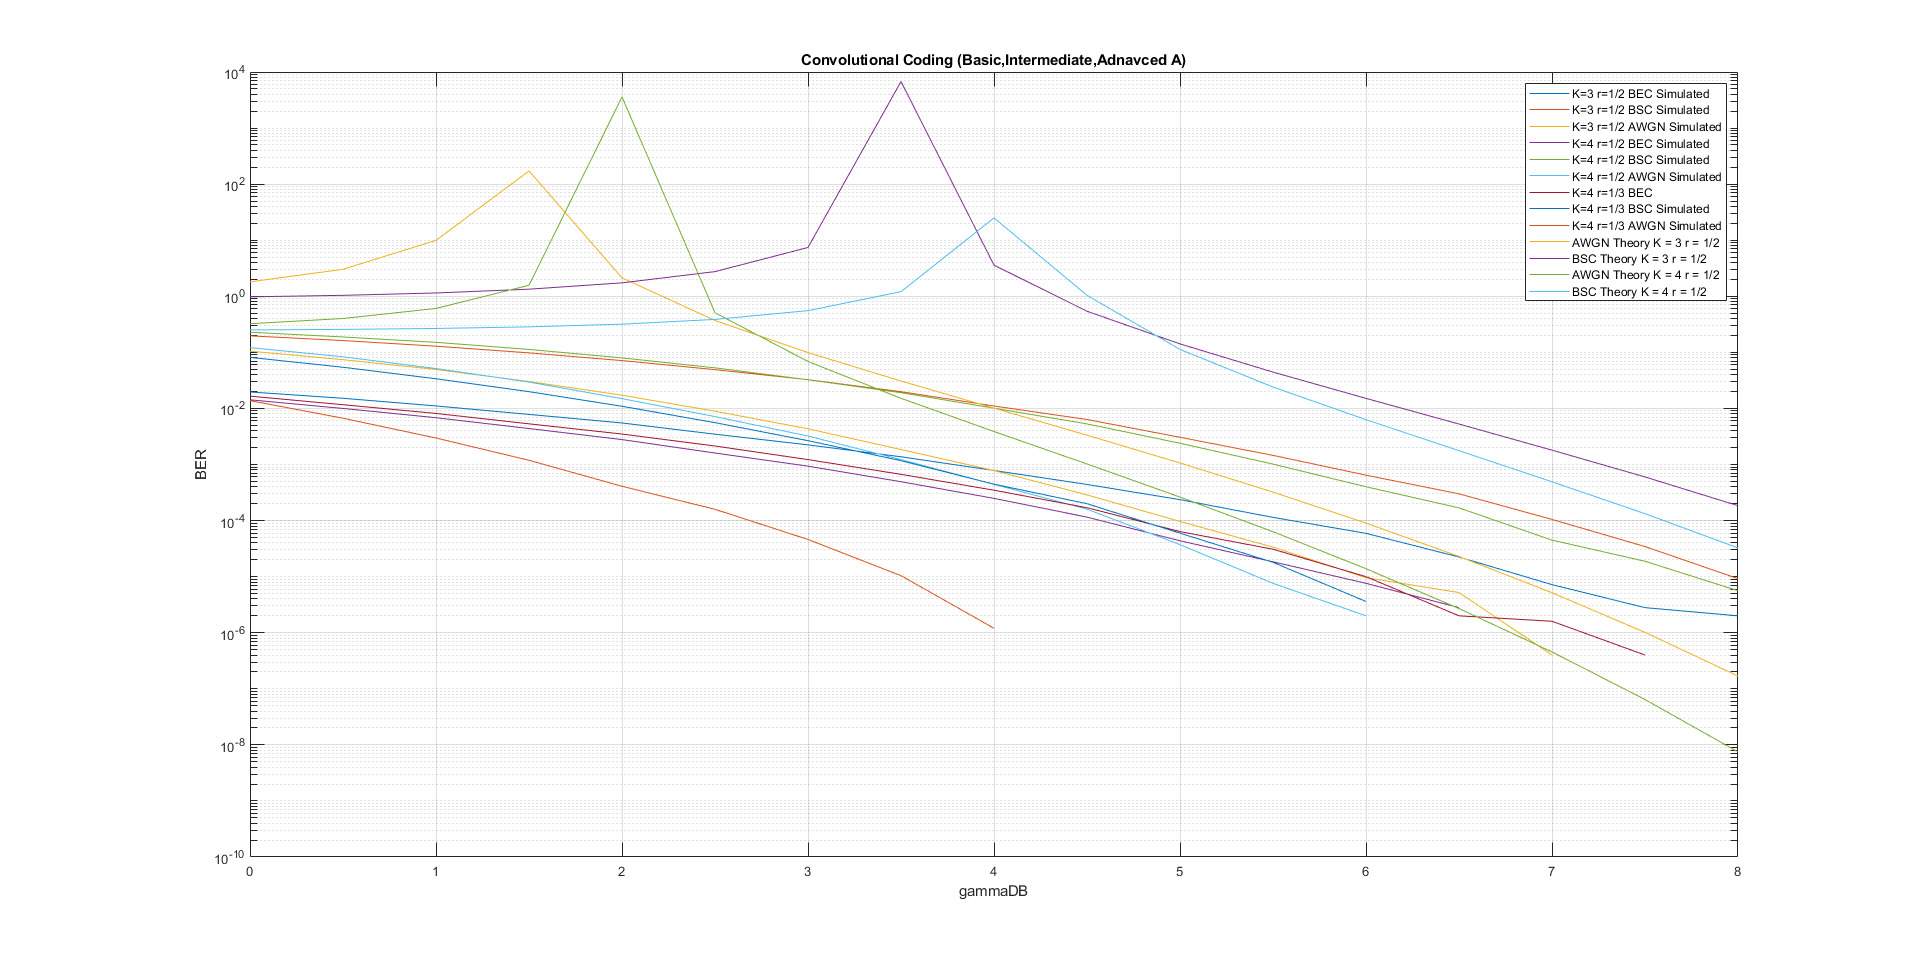 Convolutional Coding (Basic,Intermediate,Adnavced A)
10^4
10^2
10^0
10^-2
10^-4
10^-6
10^-8
10^-10
BER
K=3 r=1/2 BEC Simulated
K=3 r=1/2 BSC Simulated
K=3 r=1/2 AWGN Simulated
K=4 r=1/2 BEC Simulated
K=4 r=1/2 BSC Simulated
K=4 r=1/2 AWGN Simulated
K=4 r=1/3 BEC
K=4 r=1/3 BSC Simulated
K=4 r=1/3 AWGN Simulated
AWGN Theory K = 3 r = 1/2
BSC Theory K = 3 r = 1/2
AWGN Theory K = 4 r = 1/2
BSC Theory K = 4 r = 1/2
0 1 2 3 4 5 6 7 8
gammaDB